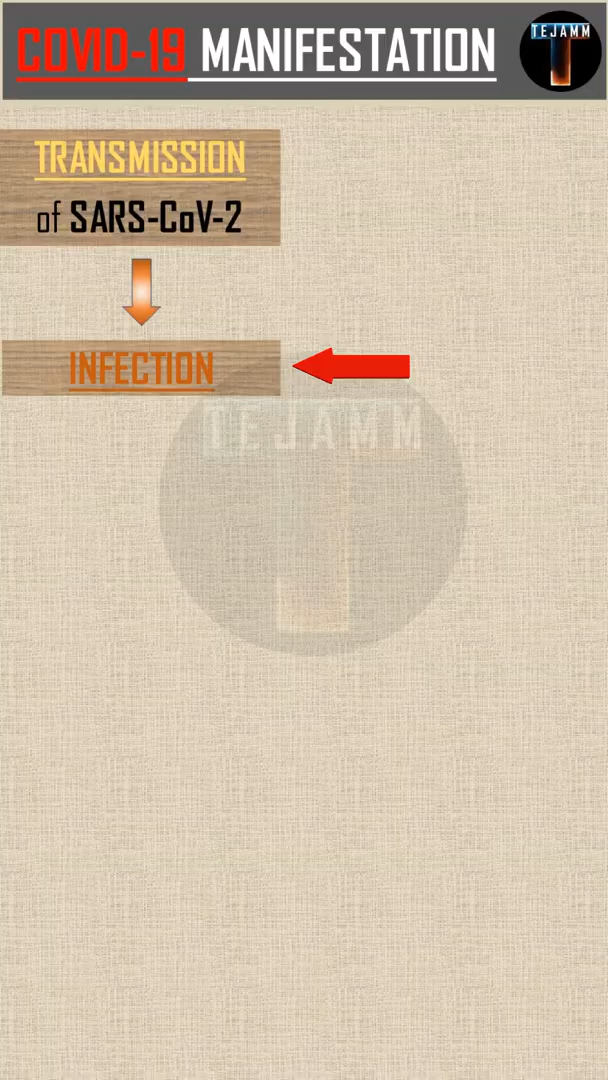 COVID-19 MANIFESTATION
TEJAMM
T
TRANSMISSION
of SARS-CoV-2
INFECTION
TEJAMM
T